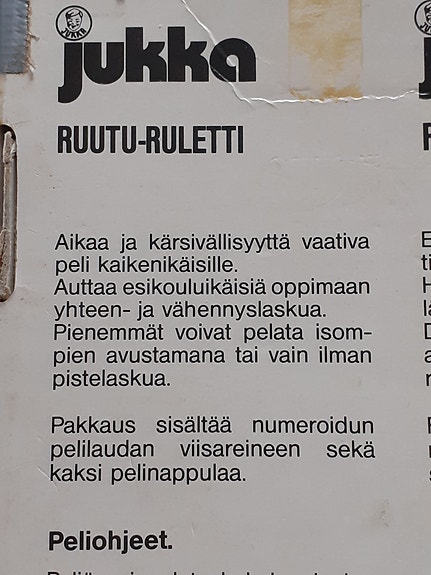 JUKKA
jukka
RUUTU-RULETTI
Aikaa ja kärsivällisyyttä vaativa
peli kaikenikäisille.
Auttaa esikouluikäisiä oppimaan
yhteen- ja vähennyslaskua.
Pienemmät voivat pelata isom-
pien avustamana tai vain ilman
pistelaskua.
Pakkaus sisältää numeroidun
pelilaudan viisareineen sekä
kaksi pelinappulaa.
Peliohjeet.